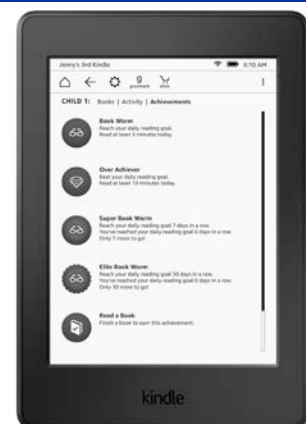 Jonny's 3rd Kindle 8:10 AM
goodreads store
CHILD 1: Books | Activity | Achievements
Book Worm
Reach your daily reading goal.
Read at least 5 minutes today.
Over Achiever
Beat your daily reading goal.
Read at least 10 minutes today.
Super Book Worm
Reach your daily reading goal 7 days in a row.
You've reached your daily reading goal 0 days in a row
Only 7 more to go!
Elite Book Worm
Reach your daily reading goal 30 days in a row.
You've reached your daily reading goal 0 days in a row
Only 30 more to go!
Read a Book
Finish a book to earn this achievement.
kindle